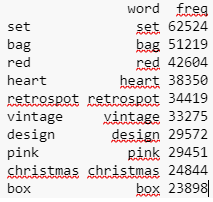 word freq
set set 62524
bag bag 51219
red red 42604
heart heart 38350
retrospot retrospot 34419
vintage vintage 33275
design design 29572
pink pink 29451
christmas christmas 24844
box box 23898